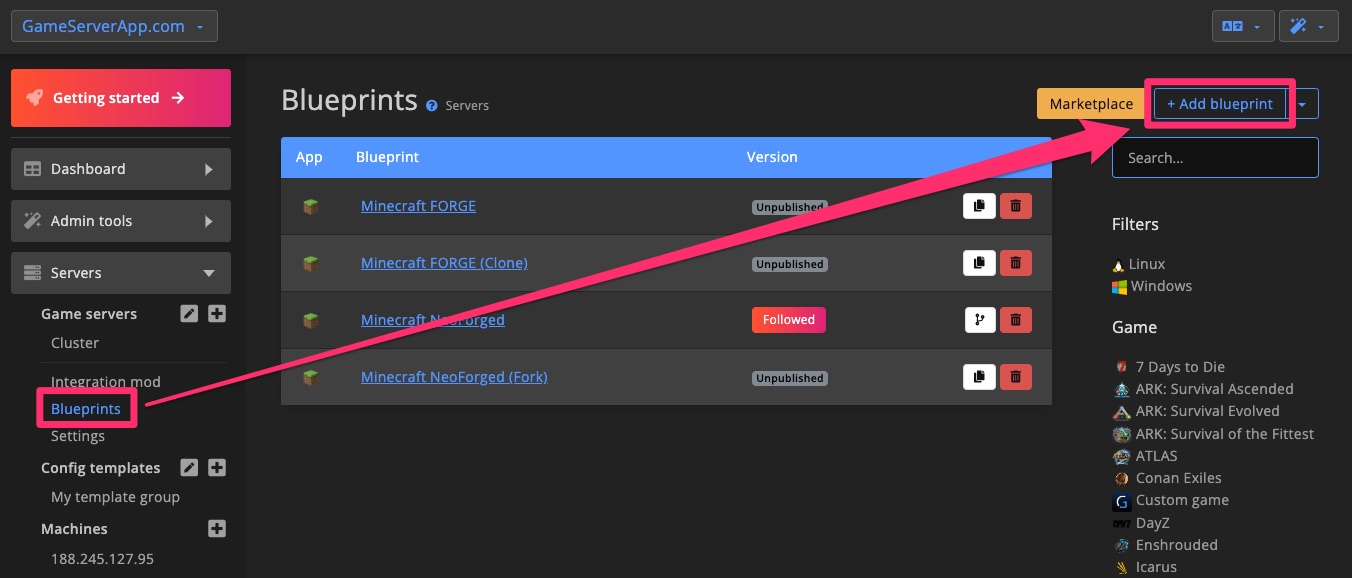 GameServerApp.com
Getting started
Dashboard
Admin tools
Servers
Game servers
Cluster
Integration mod
Blueprints
Settings
Config templates
My template group
Machines
188.245.127.95
Blueprints ? Servers
Marketplace
+ Add blueprint
App Blueprint Version
Minecraft FORGE Unpublished
Minecraft FORGE (Clone) Unpublished
Minecraft NeoForged Followed
Minecraft NeoForged (Fork) Unpublished
Search...
Filters
Linux
Windows
Game
7 Days to Die
ARK: Survival Ascended
ARK: Survival Evolved
ARK: Survival of the Fittest
ATLAS
Conan Exiles
Custom game
DayZ
Enshrouded
Icarus